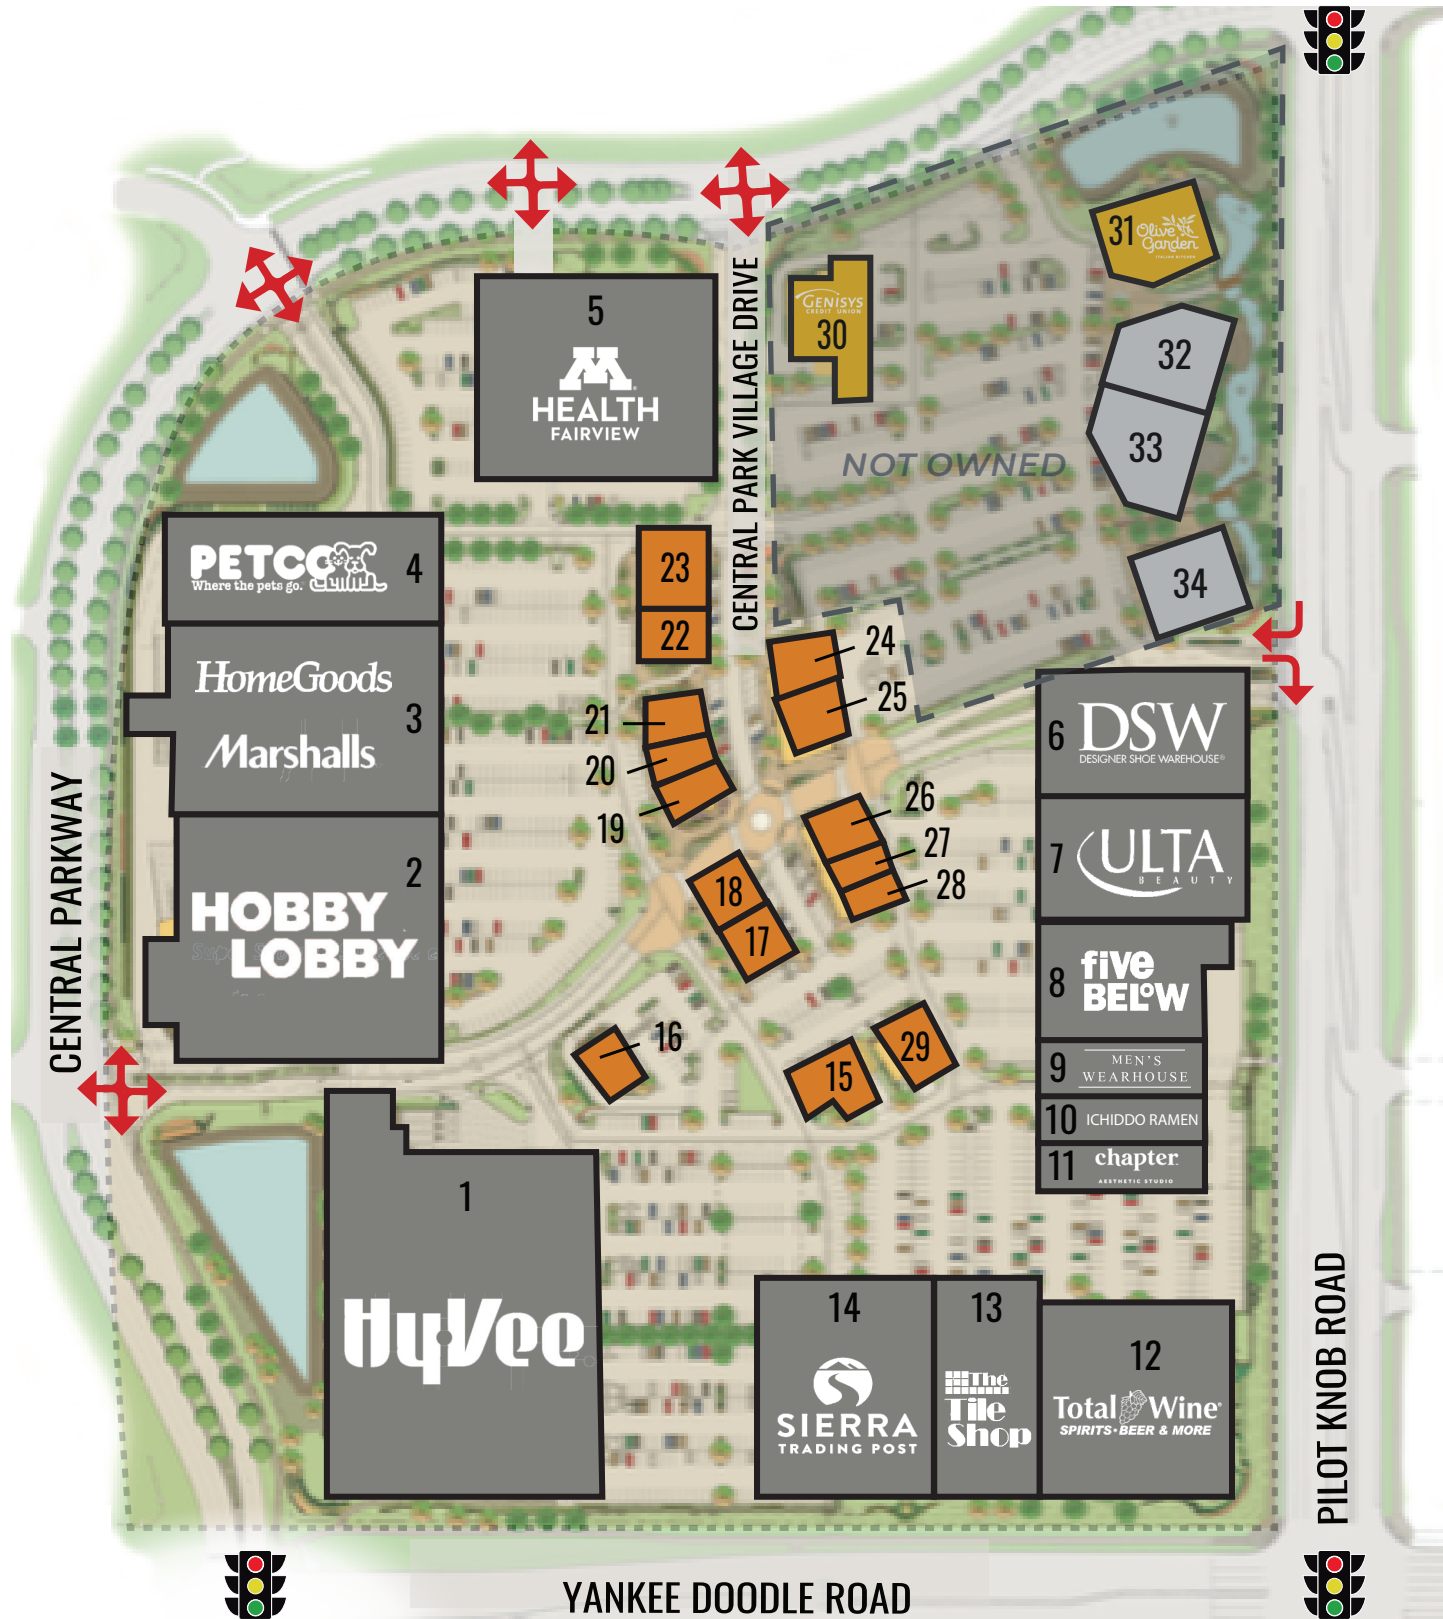 31
Olive
Garden
ITALIAN KITCHEN
GENISYS
CREDIT UNION
30
5
M
HEALTH
FAIRVIEW
CENTRAL PARK VILLAGE DRIVE
32
33
NOT OWNED
34
PETCO
Where the pets go.
4
23
22
HomeGoods
3
Marshalls
24
25
21
20
19
6
DSW
DESIGNER SHOE WAREHOUSE®
26
27
28
7
ULTA
BEAUTY
2
HOBBY
LOBBY
CENTRAL PARKWAY
18
17
8
five
BELOW
16
15
29
9
MEN'S
WEARHOUSE
10
ICHIDDO RAMEN
11
chapter
AESTHETIC STUDIO
1
HyVee
14
SIERRA
TRADING POST
13
The
Tile
Shop
12
Total Wine
SPIRITS•BEER & MORE
PILOT KNOB ROAD
YANKEE DOODLE ROAD